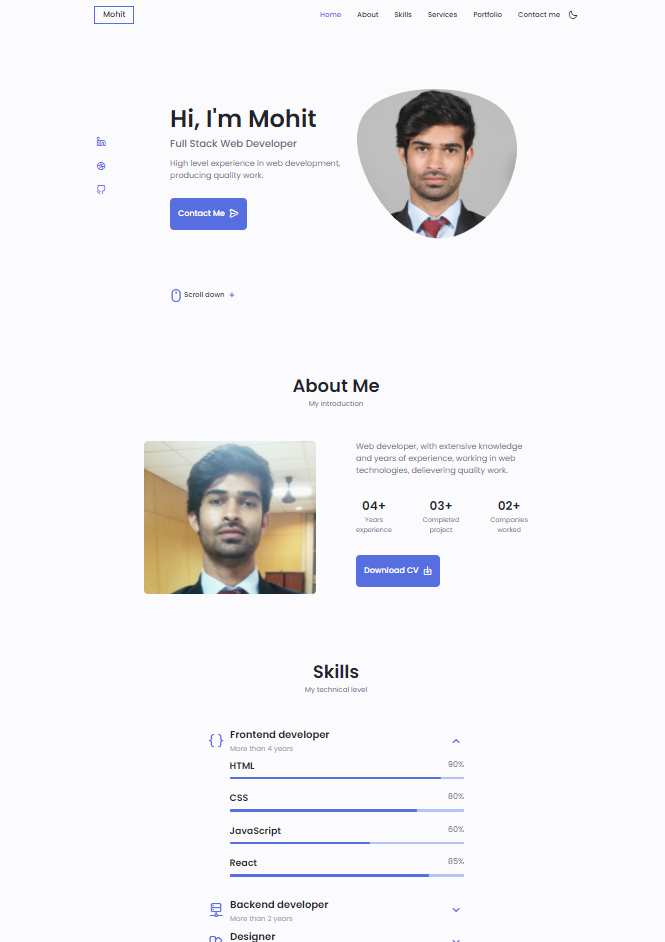 Mohit
Home About Skills Services Portfolio Contact me
Hi, I'm Mohit
Full Stack Web Developer
High level experience in web development,
producing quality work.
Contact Me
Scroll down
About Me
My introduction
Web developer, with extensive knowledge
and years of experience, working in web
technologies, delievering quality work.
04+ 03+ 02+
Years Completed Companies
experience project worked
Download CV
Skills
My technical level
Frontend developer
More than 4 years
HTML 90%
CSS 80%
JavaScript 60%
React 85%
Backend developer
More than 2 years
Designer